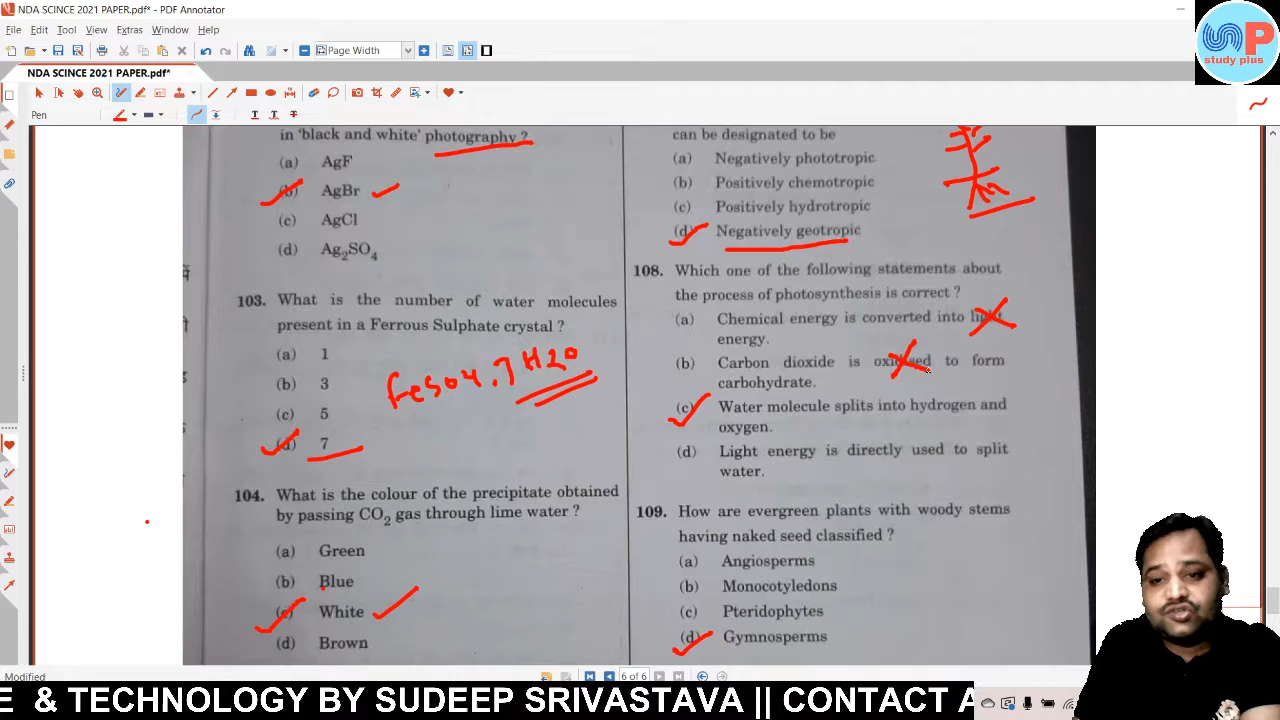 NDA SCINCE 2021 PAPER.pdf* - PDF Annotator
File Edit Tool View Extras Window Help
Page Width
NDA SCINCE 2021 PAPER.pdf*
Pen
in 'black and white' photography ?
(a) AgF
(b) AgBr
(c) AgCl
(d) Ag₂SO₄
103. What is the number of water molecules
present in a Ferrous Sulphate crystal ?
(a) 1
(b) 3
(c) 5
(d) 7
FeSO4.7H2O
104. What is the colour of the precipitate obtained
by passing CO₂ gas through lime water ?
(a) Green
(b) Blue
(c) White
(d) Brown
can be designated to be
(a) Negatively phototropic
(b) Positively chemotropic
(c) Positively hydrotropic
(d) Negatively geotropic
108. Which one of the following statements about
the process of photosynthesis is correct ?
(a) Chemical energy is converted into light
energy.
(b) Carbon dioxide is oxidised to form
carbohydrate.
(c) Water molecule splits into hydrogen and
oxygen.
(d) Light energy is directly used to split
water.
109. How are evergreen plants with woody stems
having naked seed classified ?
(a) Angiosperms
(b) Monocotyledons
(c) Pteridophytes
(d) Gymnosperms
SP
study plus
Modified
6 of 6
E & TECHNOLOGY BY SUDEEP SRIVASTAVA || CONTACT A